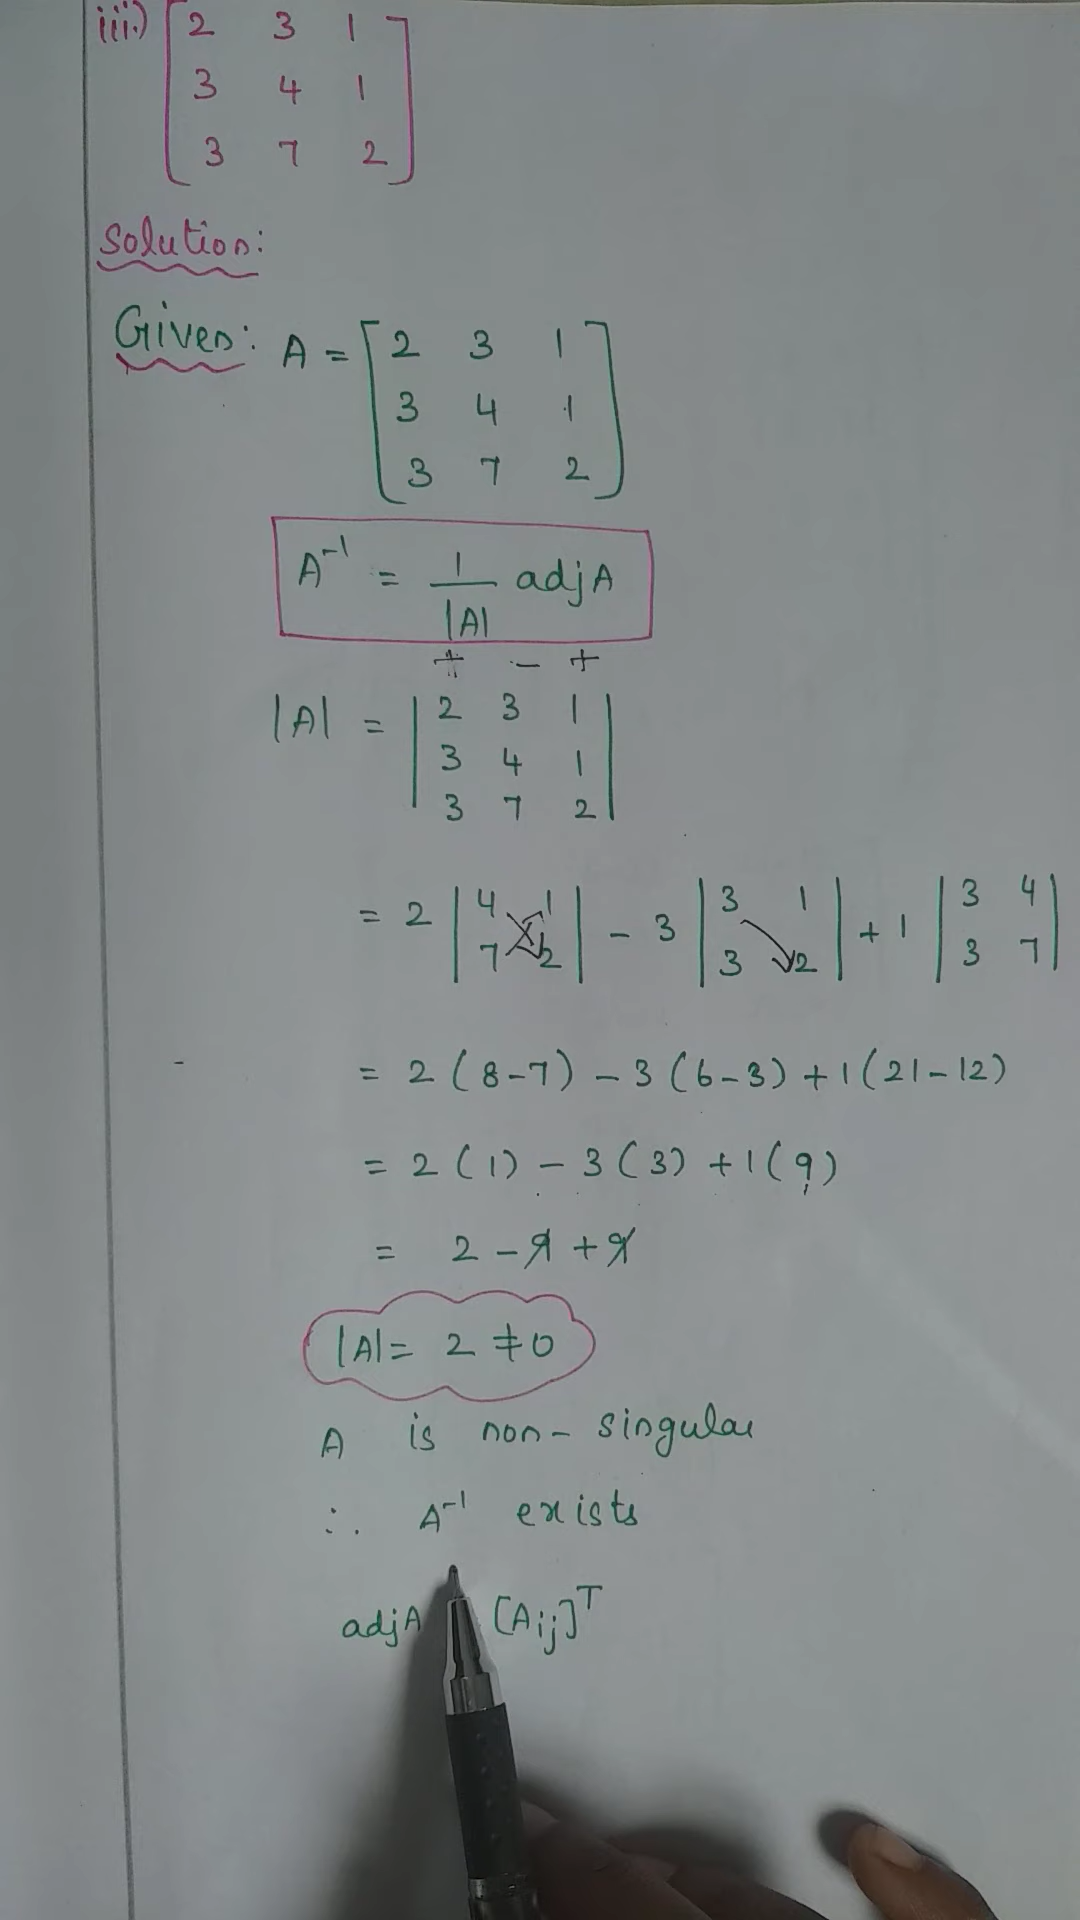 iii.) [2 3 1
3 4 1
3 7 2]
Solution:
Given: A = [2 3 1
3 4 1
3 7 2]
A⁻¹ = 1/|A| adjA
+ − +
|A| = |2 3 1
3 4 1
3 7 2|
= 2 |4 1; 7 2| − 3 |3 1; 3 2| + 1 |3 4; 3 7|
= 2 (8−7) − 3 (6−3) + 1 (21−12)
= 2 (1) − 3 (3) + 1 (9)
= 2 − 9 + 9
|A| = 2 ≠ 0
A is non-singular
∴ A⁻¹ exists
adjA [Aij]ᵀ